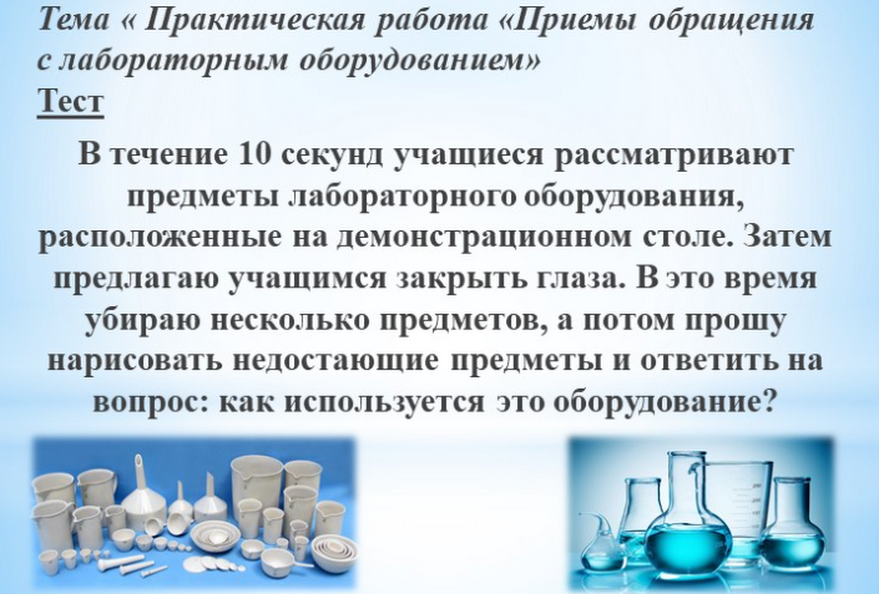 Тема « Практическая работа «Приемы обращения
с лабораторным оборудованием»
Тест
В течение 10 секунд учащиеся рассматривают
предметы лабораторного оборудования,
расположенные на демонстрационном столе. Затем
предлагаю учащимся закрыть глаза. В это время
убираю несколько предметов, а потом прошу
нарисовать недостающие предметы и ответить на
вопрос: как используется это оборудование?